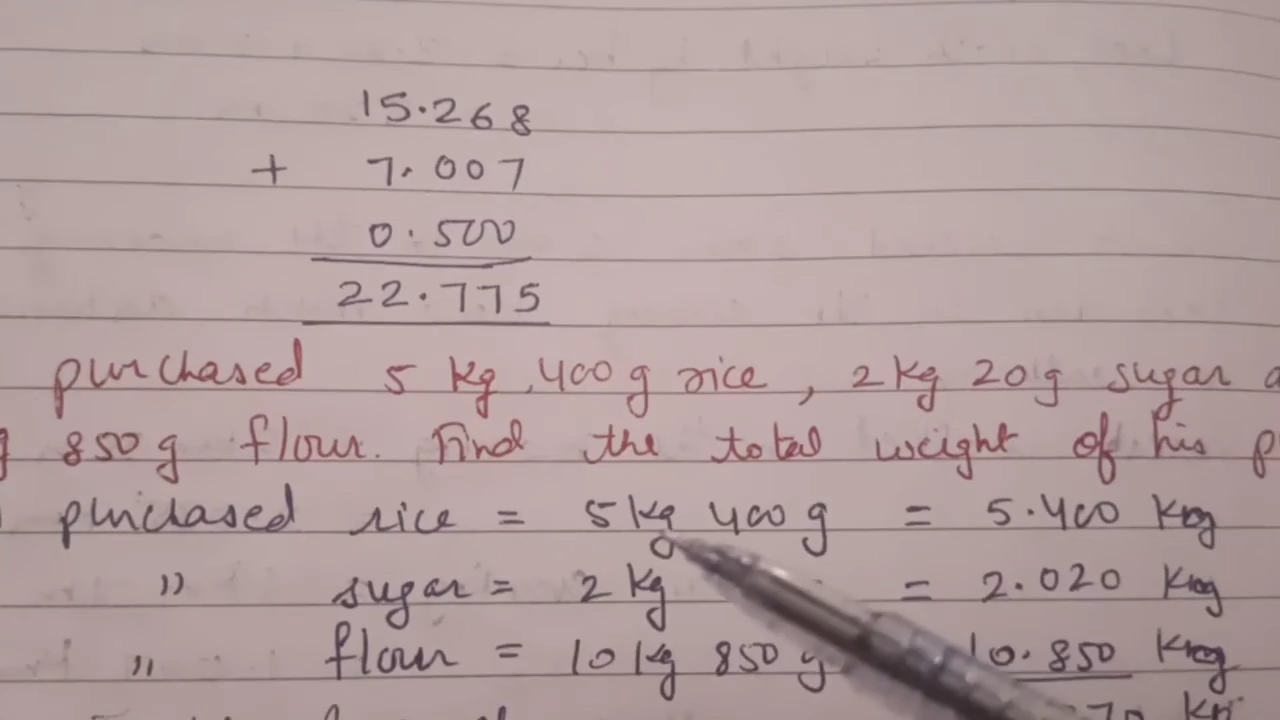 15.268
+ 7.007
0.500
22.775
purchased 5 kg 400 g rice, 2 kg 20 g sugar
850 g flour. Find the total weight of his
purchased rice = 5 kg 400 g = 5.400 kg
" sugar = 2 kg = 2.020 kg
" flour = 10 kg 850 g 10.850 kg
70 kg